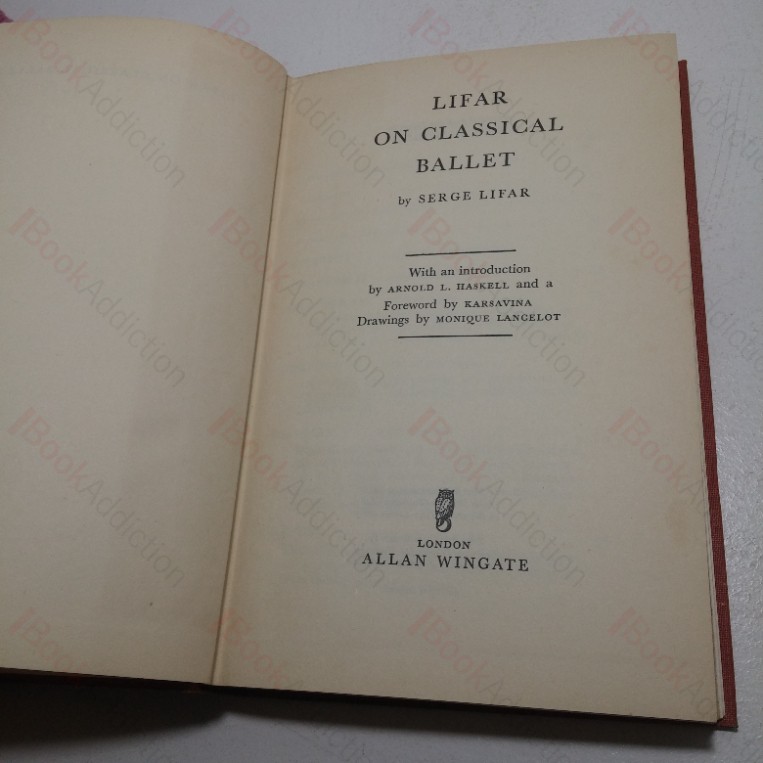 LIFAR
ON CLASSICAL
BALLET
by SERGE LIFAR
With an introduction
by ARNOLD L. HASKELL and a
Foreword by KARSAVINA
Drawings by MONIQUE LANCELOT
LONDON
ALLAN WINGATE
BookAddiction